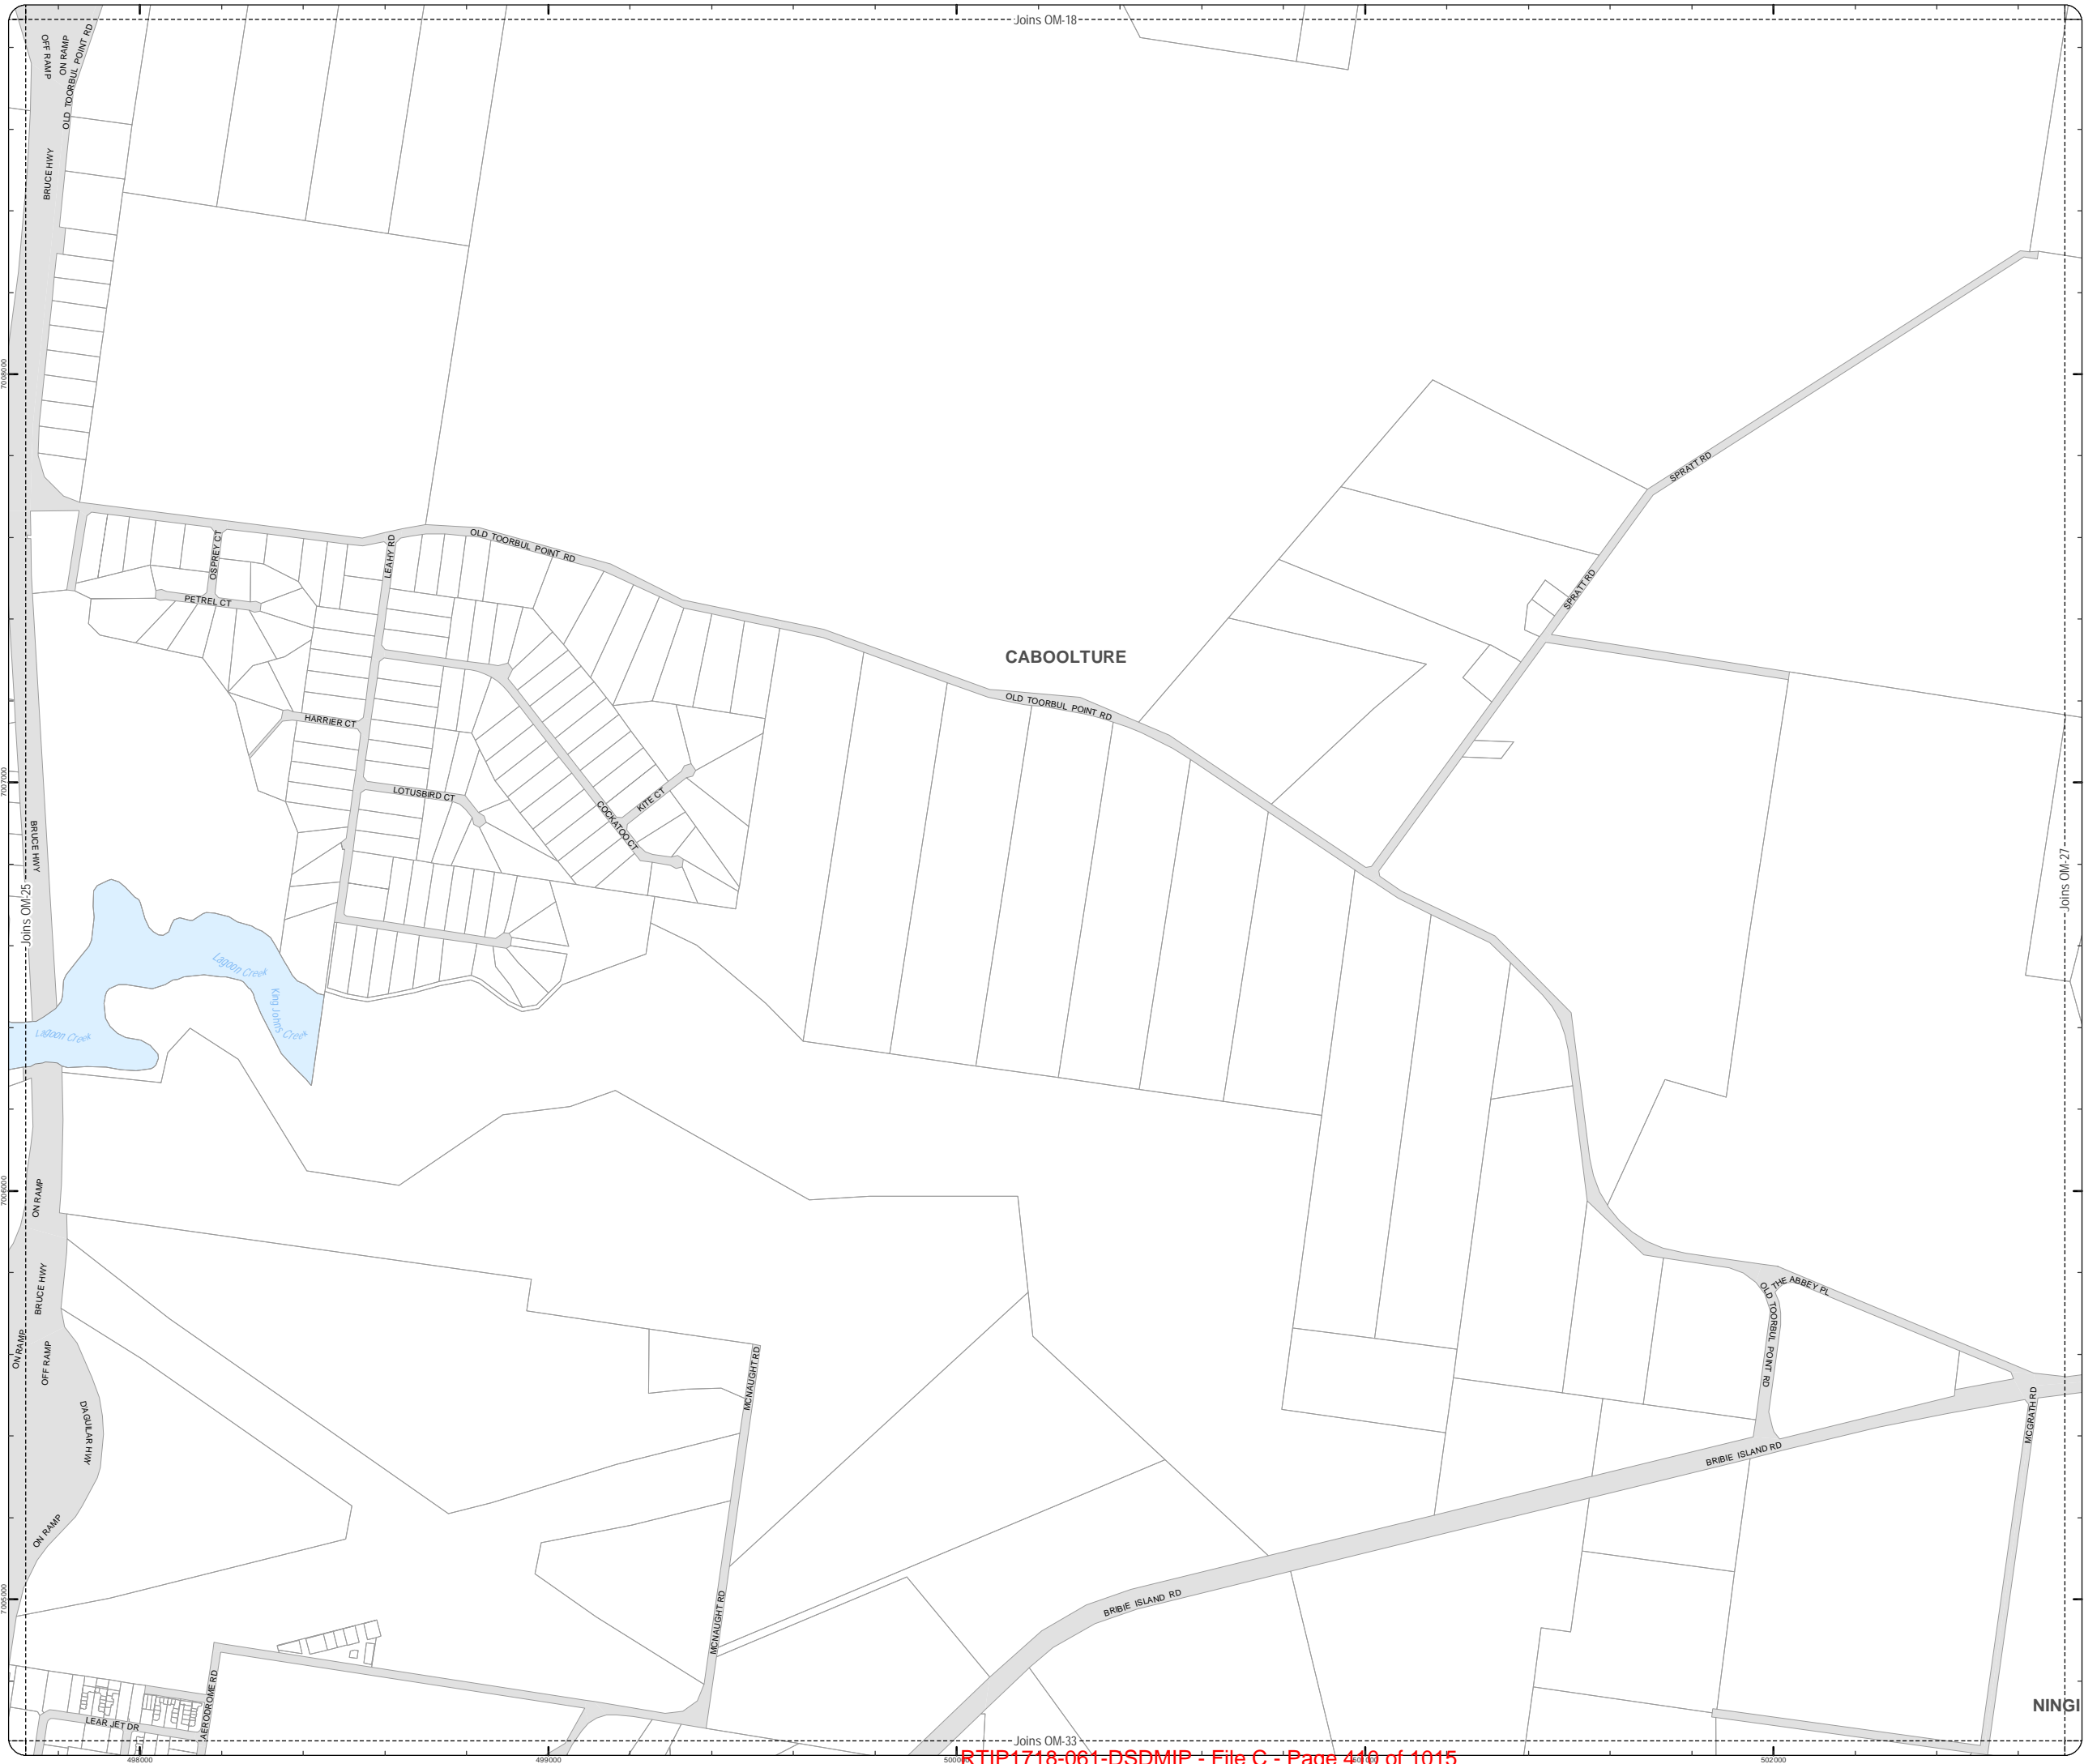 Joins OM-18
OFF RAMP
ON RAMP
OLD TOORBUL POINT RD
BRUCE HWY
7008000
SPRATT RD
OLD TOORBUL POINT RD
OSPREY CT
LEAHY RD
PETREL CT
SPRATT RD
CABOOLTURE
OLD TOORBUL POINT RD
HARRIER CT
7007000
LOTUSBIRD CT
KITE CT
COCKATOO CT
BRUCE HWY
Joins OM-25
Joins OM-27
Lagoon Creek
King Johns Creek
Lagoon Creek
ON RAMP
7006000
BRUCE HWY
THE ABBEY PL
OLD TOORBUL POINT RD
ON RAMP
OFF RAMP
MCNAUGHT RD
D'AGUILAR HWY
MCGRATH RD
BRIBIE ISLAND RD
ON RAMP
7005000
BRIBIE ISLAND RD
MCNAUGHT RD
AERODROME RD
NINGI
LEAR JET DR
Joins OM-33
498000
499000
500000
502000
RTIP1718-061-DSDMIP - File C - Page 410 of 1015